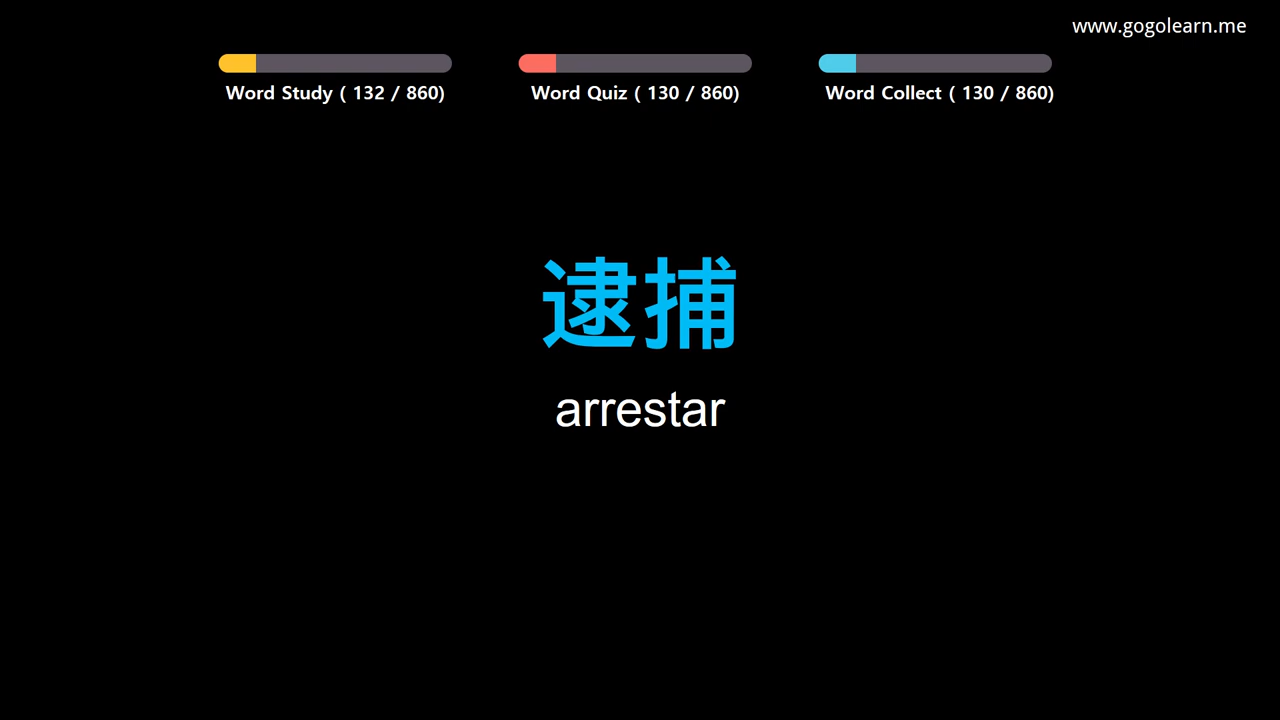 www.gogolearn.me
Word Study ( 132 / 860)
Word Quiz ( 130 / 860)
Word Collect ( 130 / 860)
逮捕
arrestar